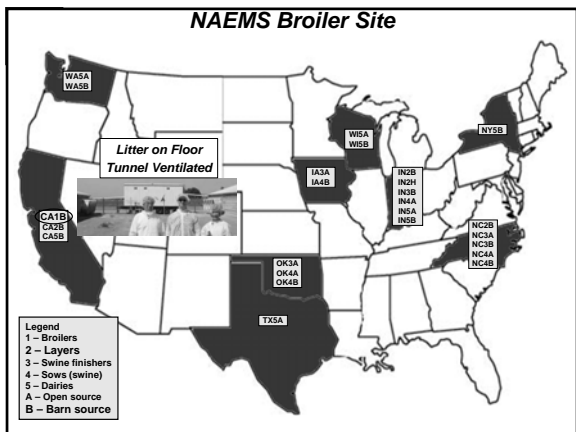 NAEMS Broiler Site
WA5A
WA5B
Litter on Floor
Tunnel Ventilated
CA1B
CA2B
CA5B
WI5A
WI5B
IA3A
IA4B
IN2B
IN2H
IN3B
IN4A
IN5A
IN5B
NY5B
NC2B
NC3A
NC3B
NC4A
NC4B
OK3A
OK4A
OK4B
TX5A
Legend
1 – Broilers
2 – Layers
3 – Swine finishers
4 – Sows (swine)
5 – Dairies
A – Open source
B – Barn source